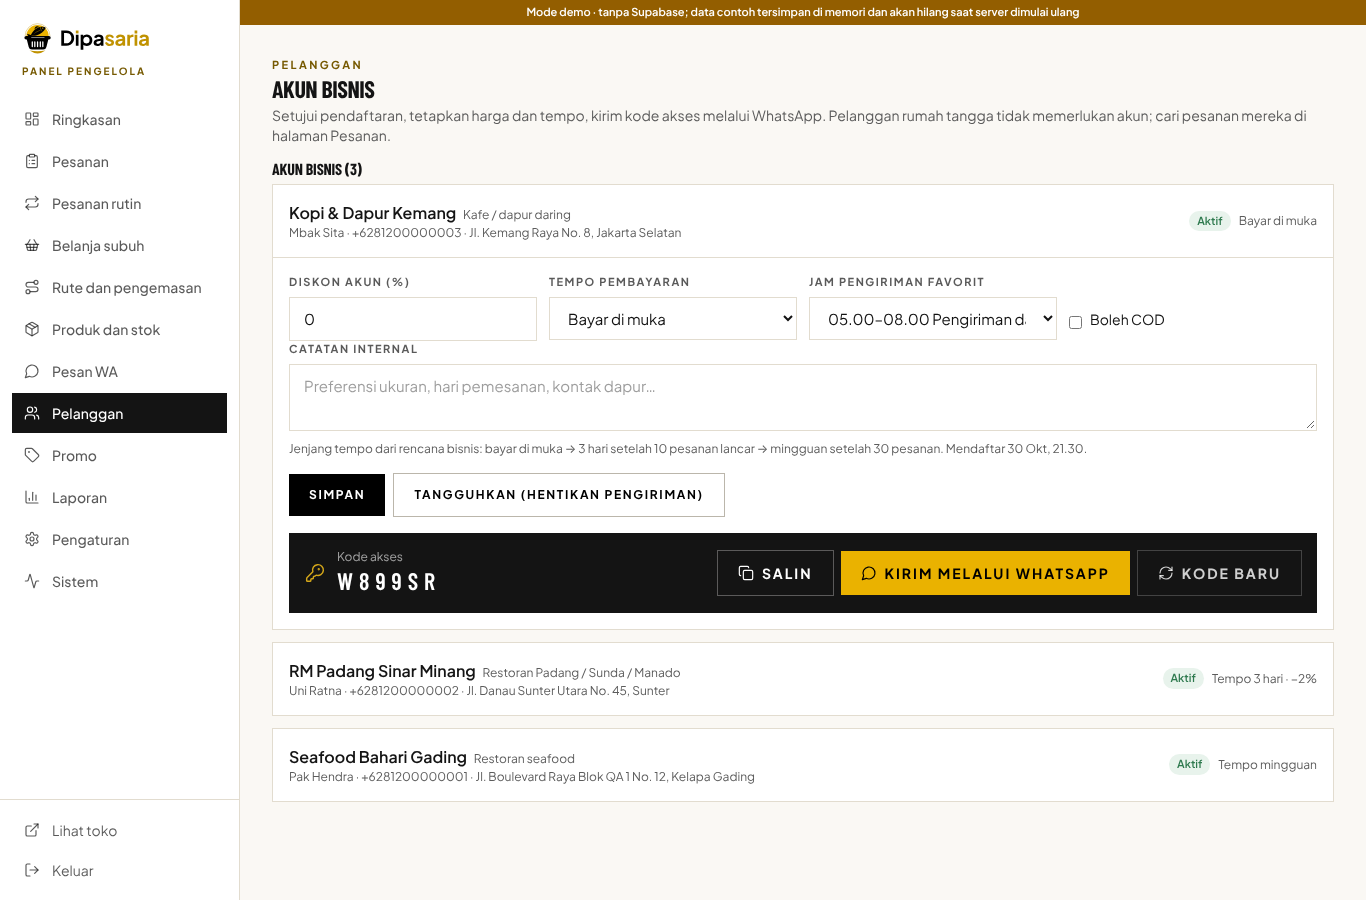 Mode demo · tanpa Supabase; data contoh tersimpan di memori dan akan hilang saat server dimulai ulang
Dipasaria
PANEL PENGELOLA
Ringkasan
Pesanan
Pesanan rutin
Belanja subuh
Rute dan pengemasan
Produk dan stok
Pesan WA
Pelanggan
Promo
Laporan
Pengaturan
Sistem
Lihat toko
Keluar
PELANGGAN
AKUN BISNIS
Setujui pendaftaran, tetapkan harga dan tempo, kirim kode akses melalui WhatsApp. Pelanggan rumah tangga tidak memerlukan akun; cari pesanan mereka di
halaman Pesanan.
AKUN BISNIS (3)
Kopi & Dapur Kemang Kafe / dapur daring
Mbak Sita · +6281200000003 · Jl. Kemang Raya No. 8, Jakarta Selatan
Aktif Bayar di muka
DISKON AKUN (%) TEMPO PEMBAYARAN JAM PENGIRIMAN FAVORIT
0 Bayar di muka 05.00–08.00 Pengiriman Boleh COD
CATATAN INTERNAL
Preferensi ukuran, hari pemesanan, kontak dapur…
Jenjang tempo dari rencana bisnis: bayar di muka → 3 hari setelah 10 pesanan lancar → mingguan setelah 30 pesanan. Mendaftar 30 Okt, 21.30.
SIMPAN TANGGUHKAN (HENTIKAN PENGIRIMAN)
Kode akses
W899SR
SALIN KIRIM MELALUI WHATSAPP KODE BARU
RM Padang Sinar Minang Restoran Padang / Sunda / Manado
Uni Ratna · +6281200000002 · Jl. Danau Sunter Utara No. 45, Sunter
Aktif Tempo 3 hari · −2%
Seafood Bahari Gading Restoran seafood
Pak Hendra · +6281200000001 · Jl. Boulevard Raya Blok QA 1 No. 12, Kelapa Gading
Aktif Tempo mingguan